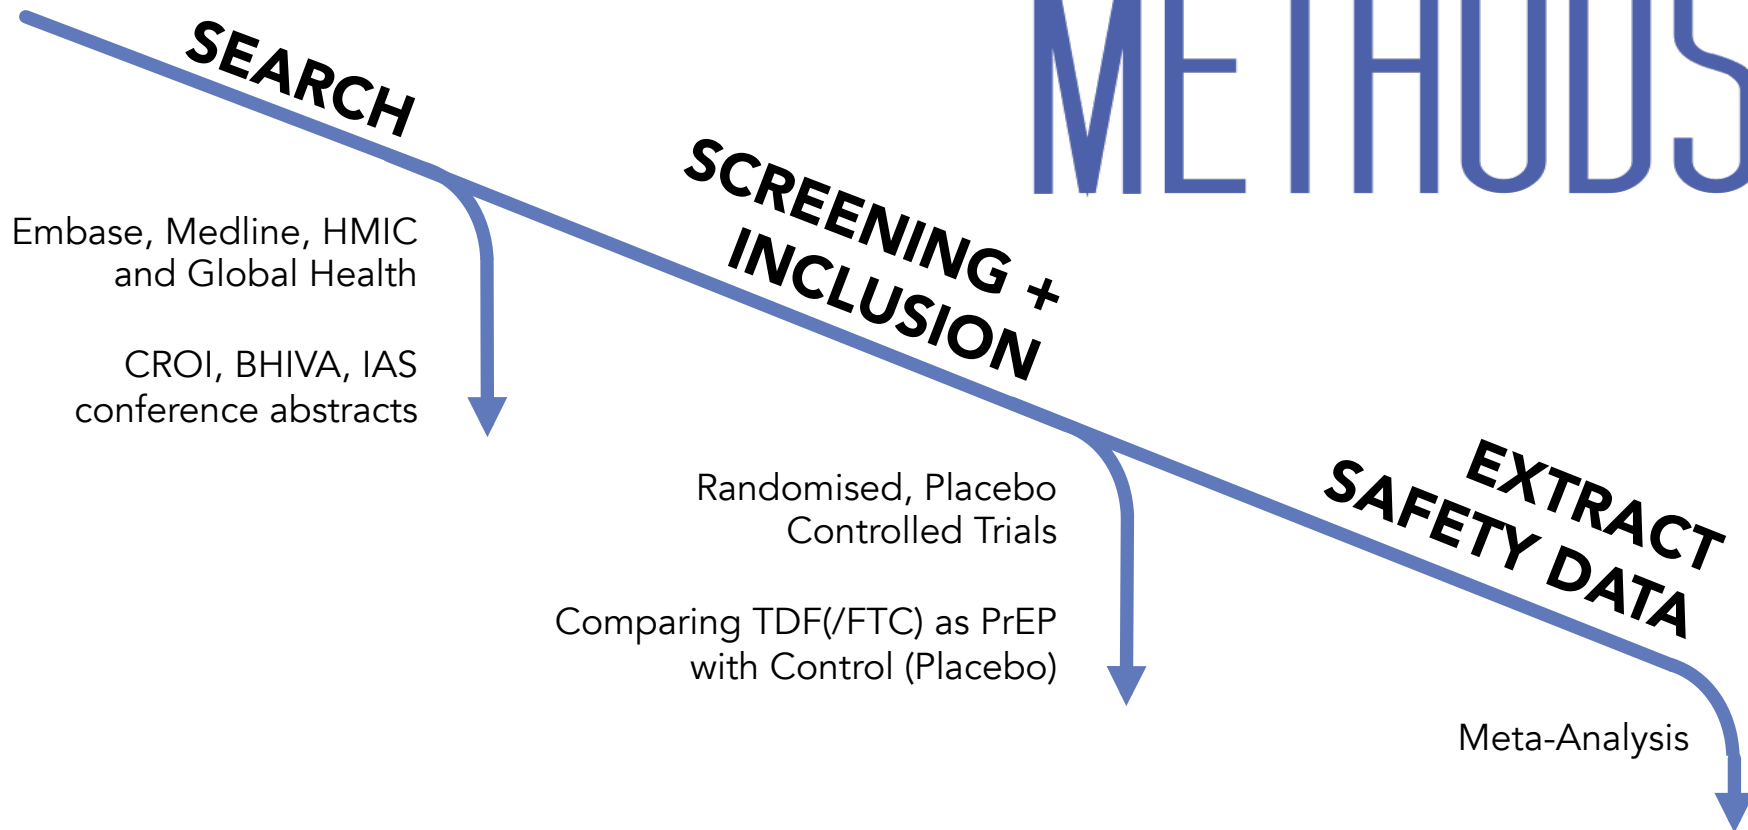 METHODS
SEARCH
Embase, Medline, HMIC
and Global Health
CROI, BHIVA, IAS
conference abstracts
SCREENING +
INCLUSION
Randomised, Placebo
Controlled Trials
Comparing TDF(/FTC) as PrEP
with Control (Placebo)
EXTRACT
SAFETY DATA
Meta-Analysis